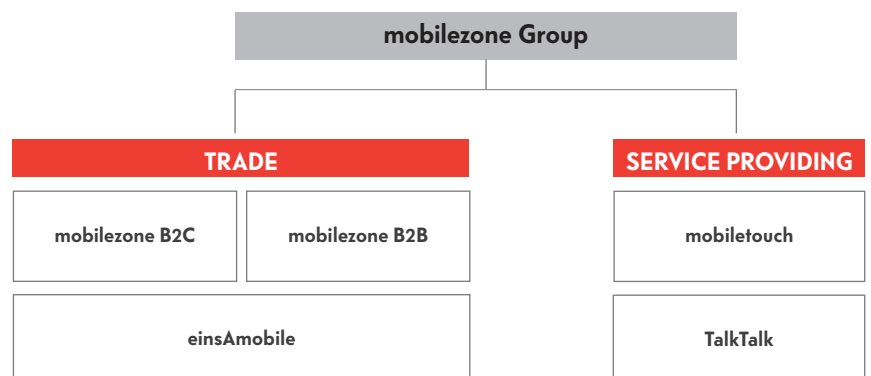 mobilezone Group
TRADE
SERVICE PROVIDING
mobilezone B2C
mobilezone B2B
mobiletouch
einsAmobile
TalkTalk